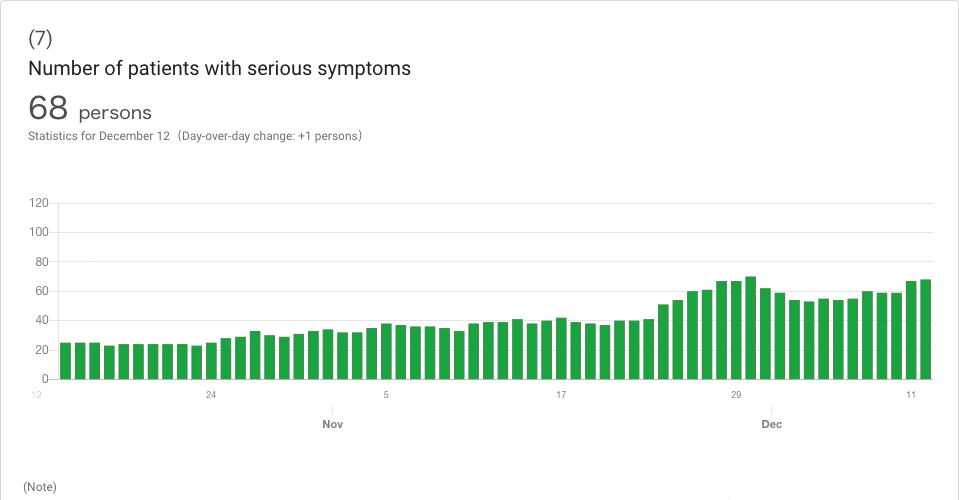 (7)
Number of patients with serious symptoms
68 persons
Statistics for December 12（Day-over-day change: +1 persons）
120
100
80
60
40
20
0
12 24 5 17 29 11
Nov Dec
(Note)